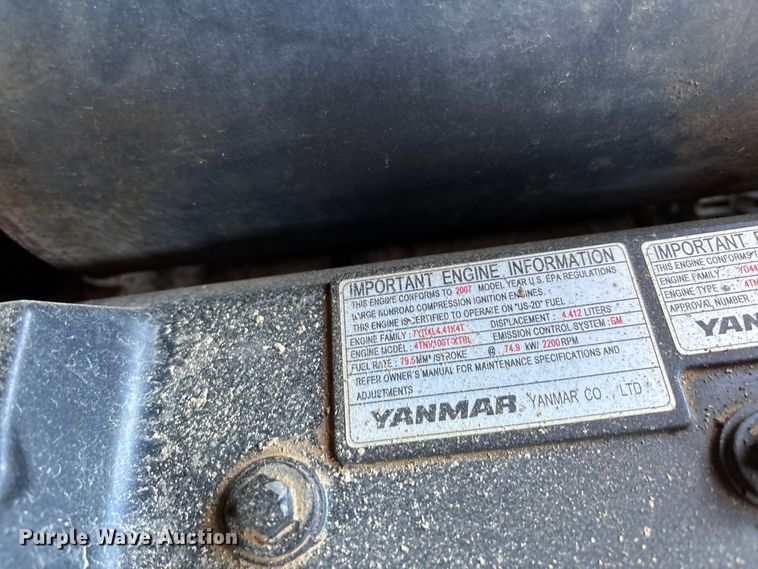 IMPORTANT ENGINE INFORMATION
THIS ENGINE CONFORMS TO 2007 MODEL YEAR U.S. EPA REGULATIONS
LARGE NONROAD COMPRESSION IGNITION ENGINES.
THIS ENGINE IS CERTIFIED TO OPERATE ON "US-2D" FUEL
ENGINE FAMILY : 7YDXL4.41K4T DISPLACEMENT : 4.412 LITERS
ENGINE MODEL : 4TNV106T-XTBL EMISSION CONTROL SYSTEM : EM
FUEL RATE : 79.5MM³/STROKE @ 74.9 kW/ 2200 RPM
REFER OWNER'S MANUAL FOR MAINTENANCE SPECIFICATIONS AND
ADJUSTMENTS
YANMAR YANMAR CO., LTD
IMPORTANT
THIS ENGINE CONFORMS
ENGINE FAMILY : YD44
ENGINE TYPE : 4TN
APPROVAL NUMBER :
YAN
Purple Wave Auction